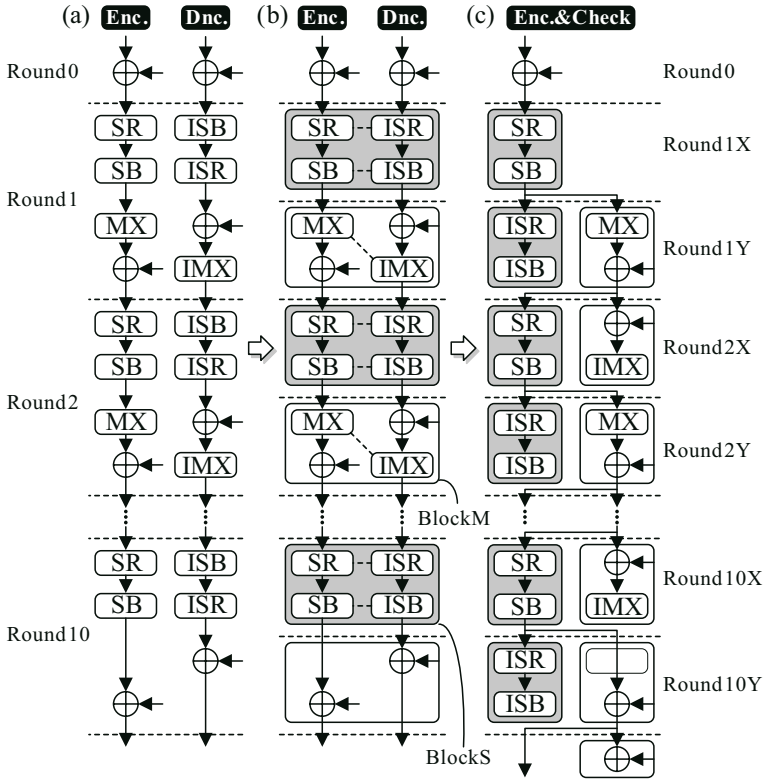 (a) Enc. Dnc. (b) Enc. Dnc. (c) Enc.&Check
Round0 Round0
SR ISB SR ISR SR Round1X
SB ISR SB ISB SB
Round1
MX MX ISR MX Round1Y
IMX IMX ISB
SR ISB SR ISR SR Round2X
SB ISR SB ISB SB IMX
Round2
MX MX ISR MX Round2Y
IMX IMX ISB
BlockM
SR ISB SR ISR SR Round10X
SB ISR SB ISB SB IMX
Round10
ISR Round10Y
ISB
BlockS